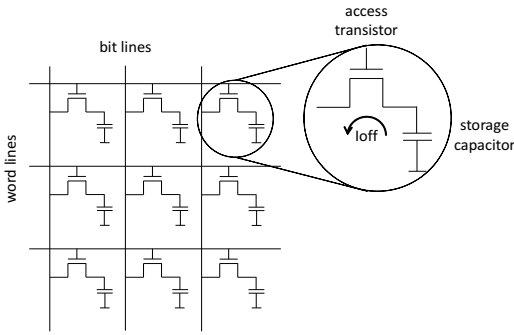 access
transistor
bit lines
word lines
Ioff
storage
capacitor